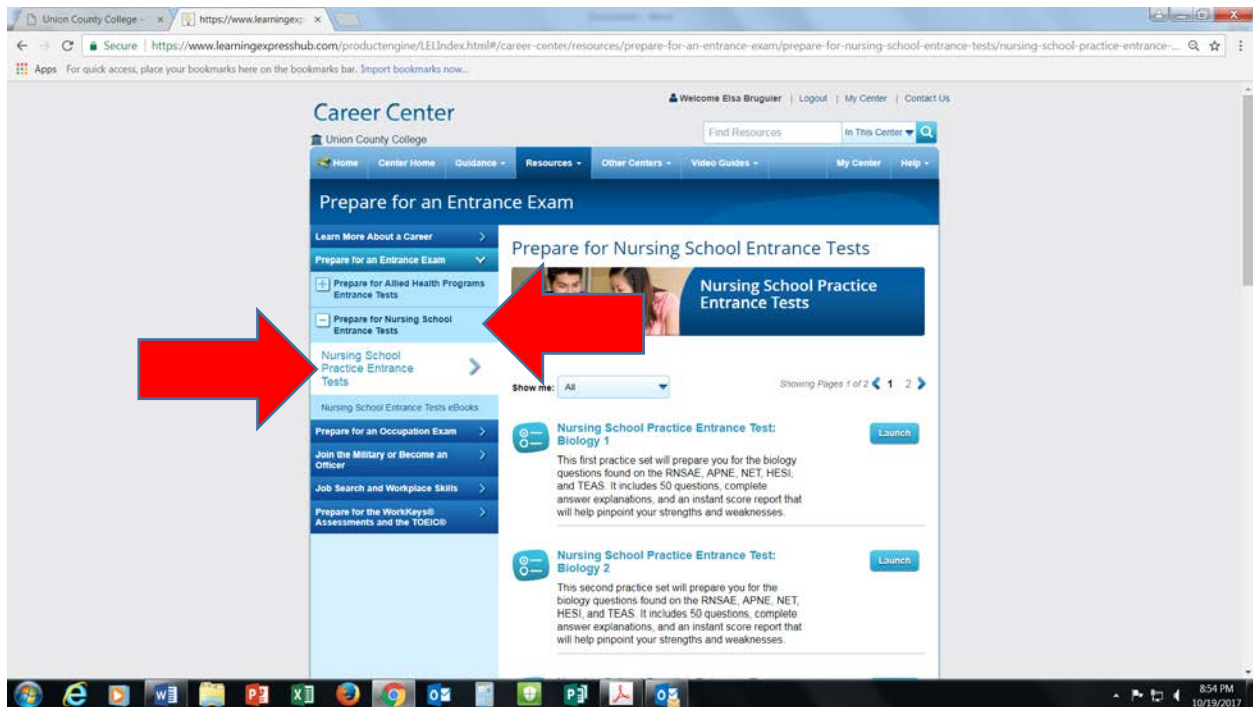 Union County College -
https://www.learningexp
Secure | https://www.learningexpresshub.com/productengine/LELIndex.html#/career-center/resources/prepare-for-an-entrance-exam/prepare-for-nursing-school-entrance-tests/nursing-school-practice-entrance-...
Apps For quick access, place your bookmarks here on the bookmarks bar. Import bookmarks now...
Welcome Elsa Bruguier | Logout | My Center | Contact Us
Career Center
Union County College
Find Resources In This Center
Home Center Home Guidance Resources Other Centers Video Guides My Center Help
Prepare for an Entrance Exam
Learn More About a Career
Prepare for an Entrance Exam
Prepare for Allied Health Programs
Entrance Tests
Prepare for Nursing School
Entrance Tests
Nursing School
Practice Entrance
Tests
Nursing School Entrance Tests eBooks
Prepare for an Occupation Exam
Join the Military or Become an
Officer
Job Search and Workplace Skills
Prepare for the WorkKeys®
Assessments and the TOEIC®
Prepare for Nursing School Entrance Tests
Nursing School Practice
Entrance Tests
Show me: All
Showing Pages 1 of 2 1 2
Nursing School Practice Entrance Test:
Biology 1
Launch
This first practice set will prepare you for the biology
questions found on the RNSAE, APNE, NET, HESI,
and TEAS. It includes 50 questions, complete
answer explanations, and an instant score report that
will help pinpoint your strengths and weaknesses.
Nursing School Practice Entrance Test:
Biology 2
Launch
This second practice set will prepare you for the
biology questions found on the RNSAE, APNE, NET,
HESI, and TEAS. It includes 50 questions, complete
answer explanations, and an instant score report that
will help pinpoint your strengths and weaknesses.
8:54 PM
10/19/2017